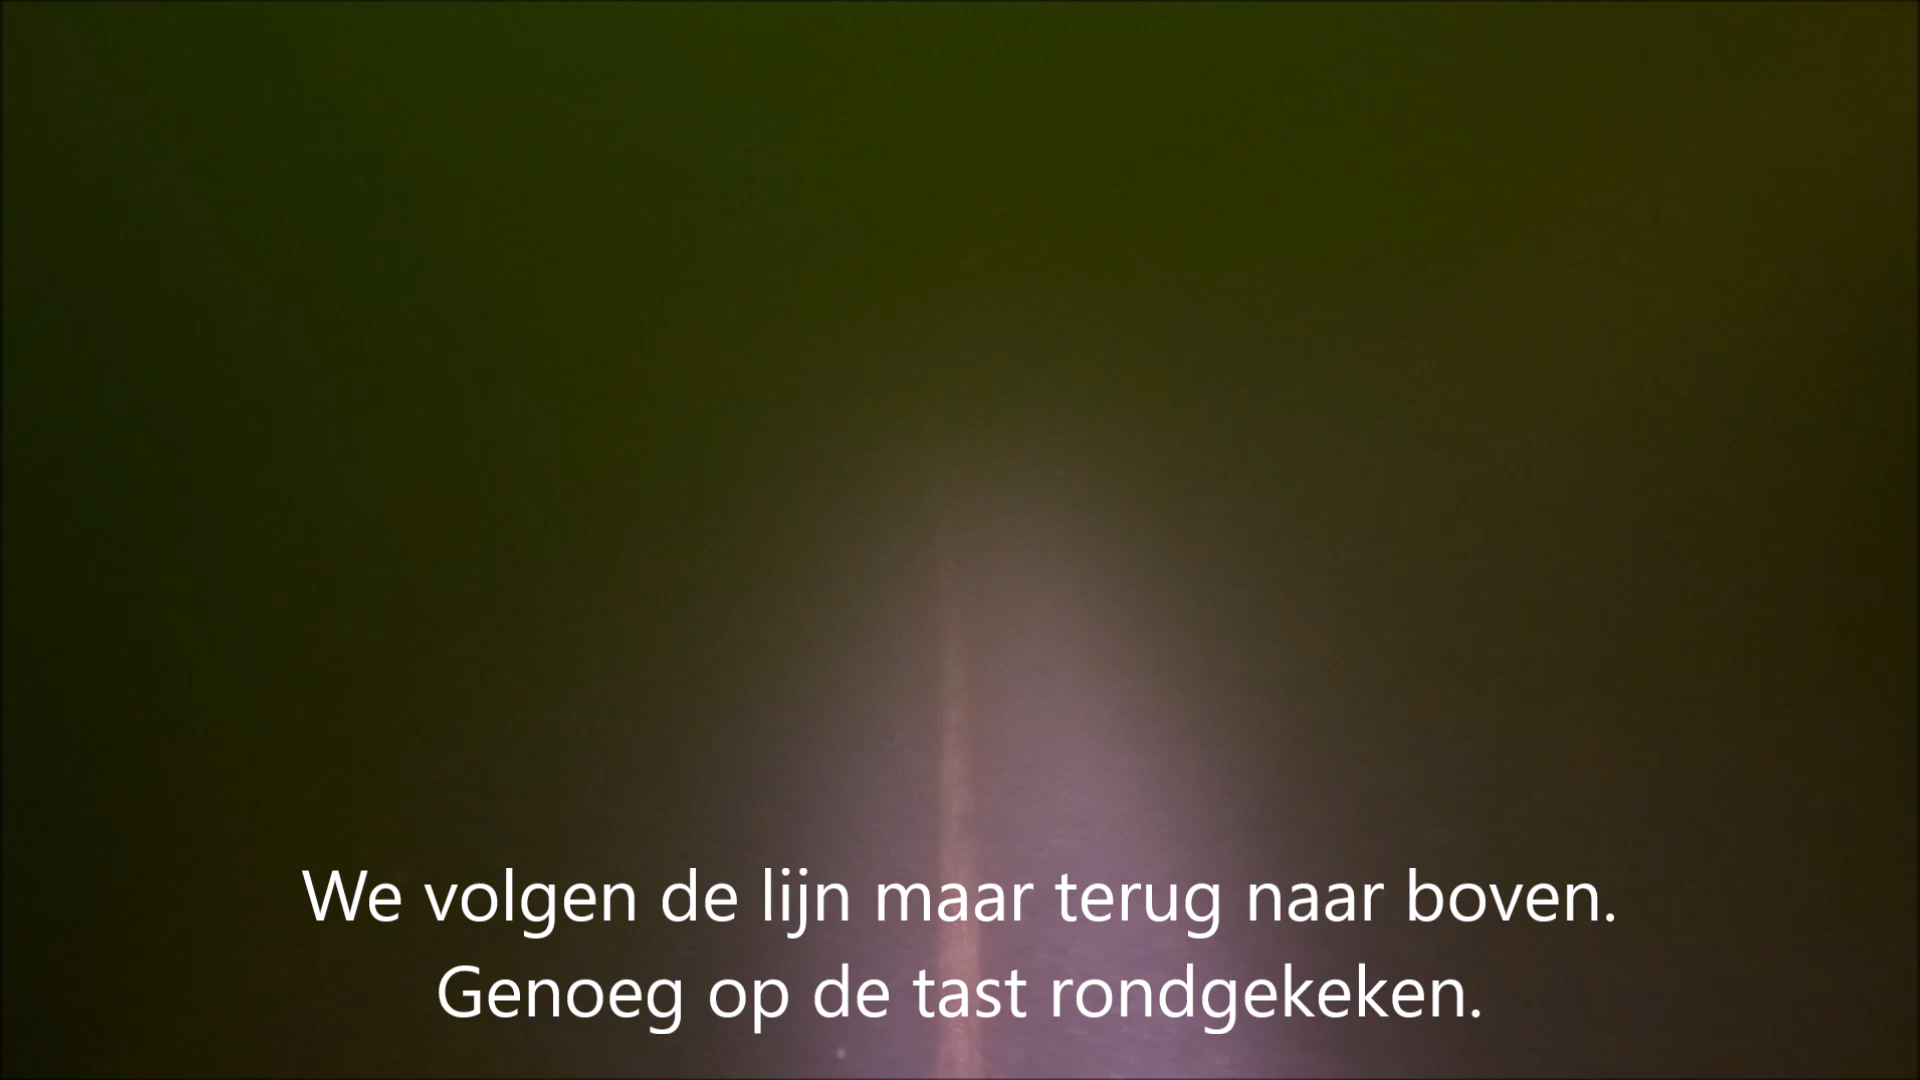 We volgen de lijn maar terug naar boven.
Genoeg op de tast rondgekeken.